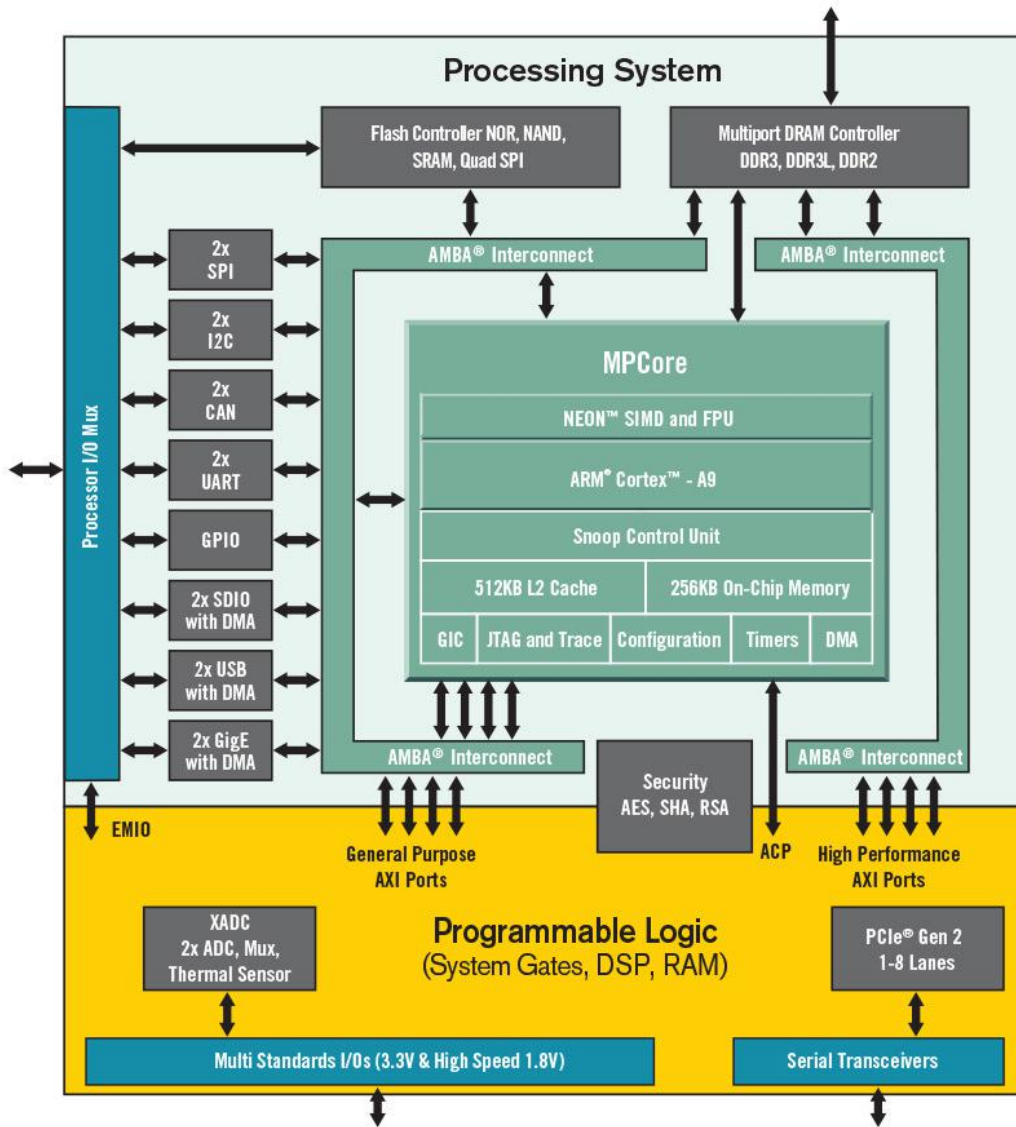 Processing System
Flash Controller NOR, NAND,
SRAM, Quad SPI
Multiport DRAM Controller
DDR3, DDR3L, DDR2
AMBA® Interconnect
AMBA® Interconnect
Processor I/O Mux
2x
SPI
2x
I2C
2x
CAN
2x
UART
GPIO
2x SDIO
with DMA
2x USB
with DMA
2x GigE
with DMA
MPCore
NEON™ SIMD and FPU
ARM® Cortex™ - A9
Snoop Control Unit
512KB L2 Cache
256KB On-Chip Memory
GIC
JTAG and Trace
Configuration
Timers
DMA
AMBA® Interconnect
AMBA® Interconnect
Security
AES, SHA, RSA
EMIO
General Purpose
AXI Ports
ACP
High Performance
AXI Ports
XADC
2x ADC, Mux,
Thermal Sensor
Programmable Logic
(System Gates, DSP, RAM)
PCIe® Gen 2
1-8 Lanes
Multi Standards I/Os (3.3V & High Speed 1.8V)
Serial Transceivers